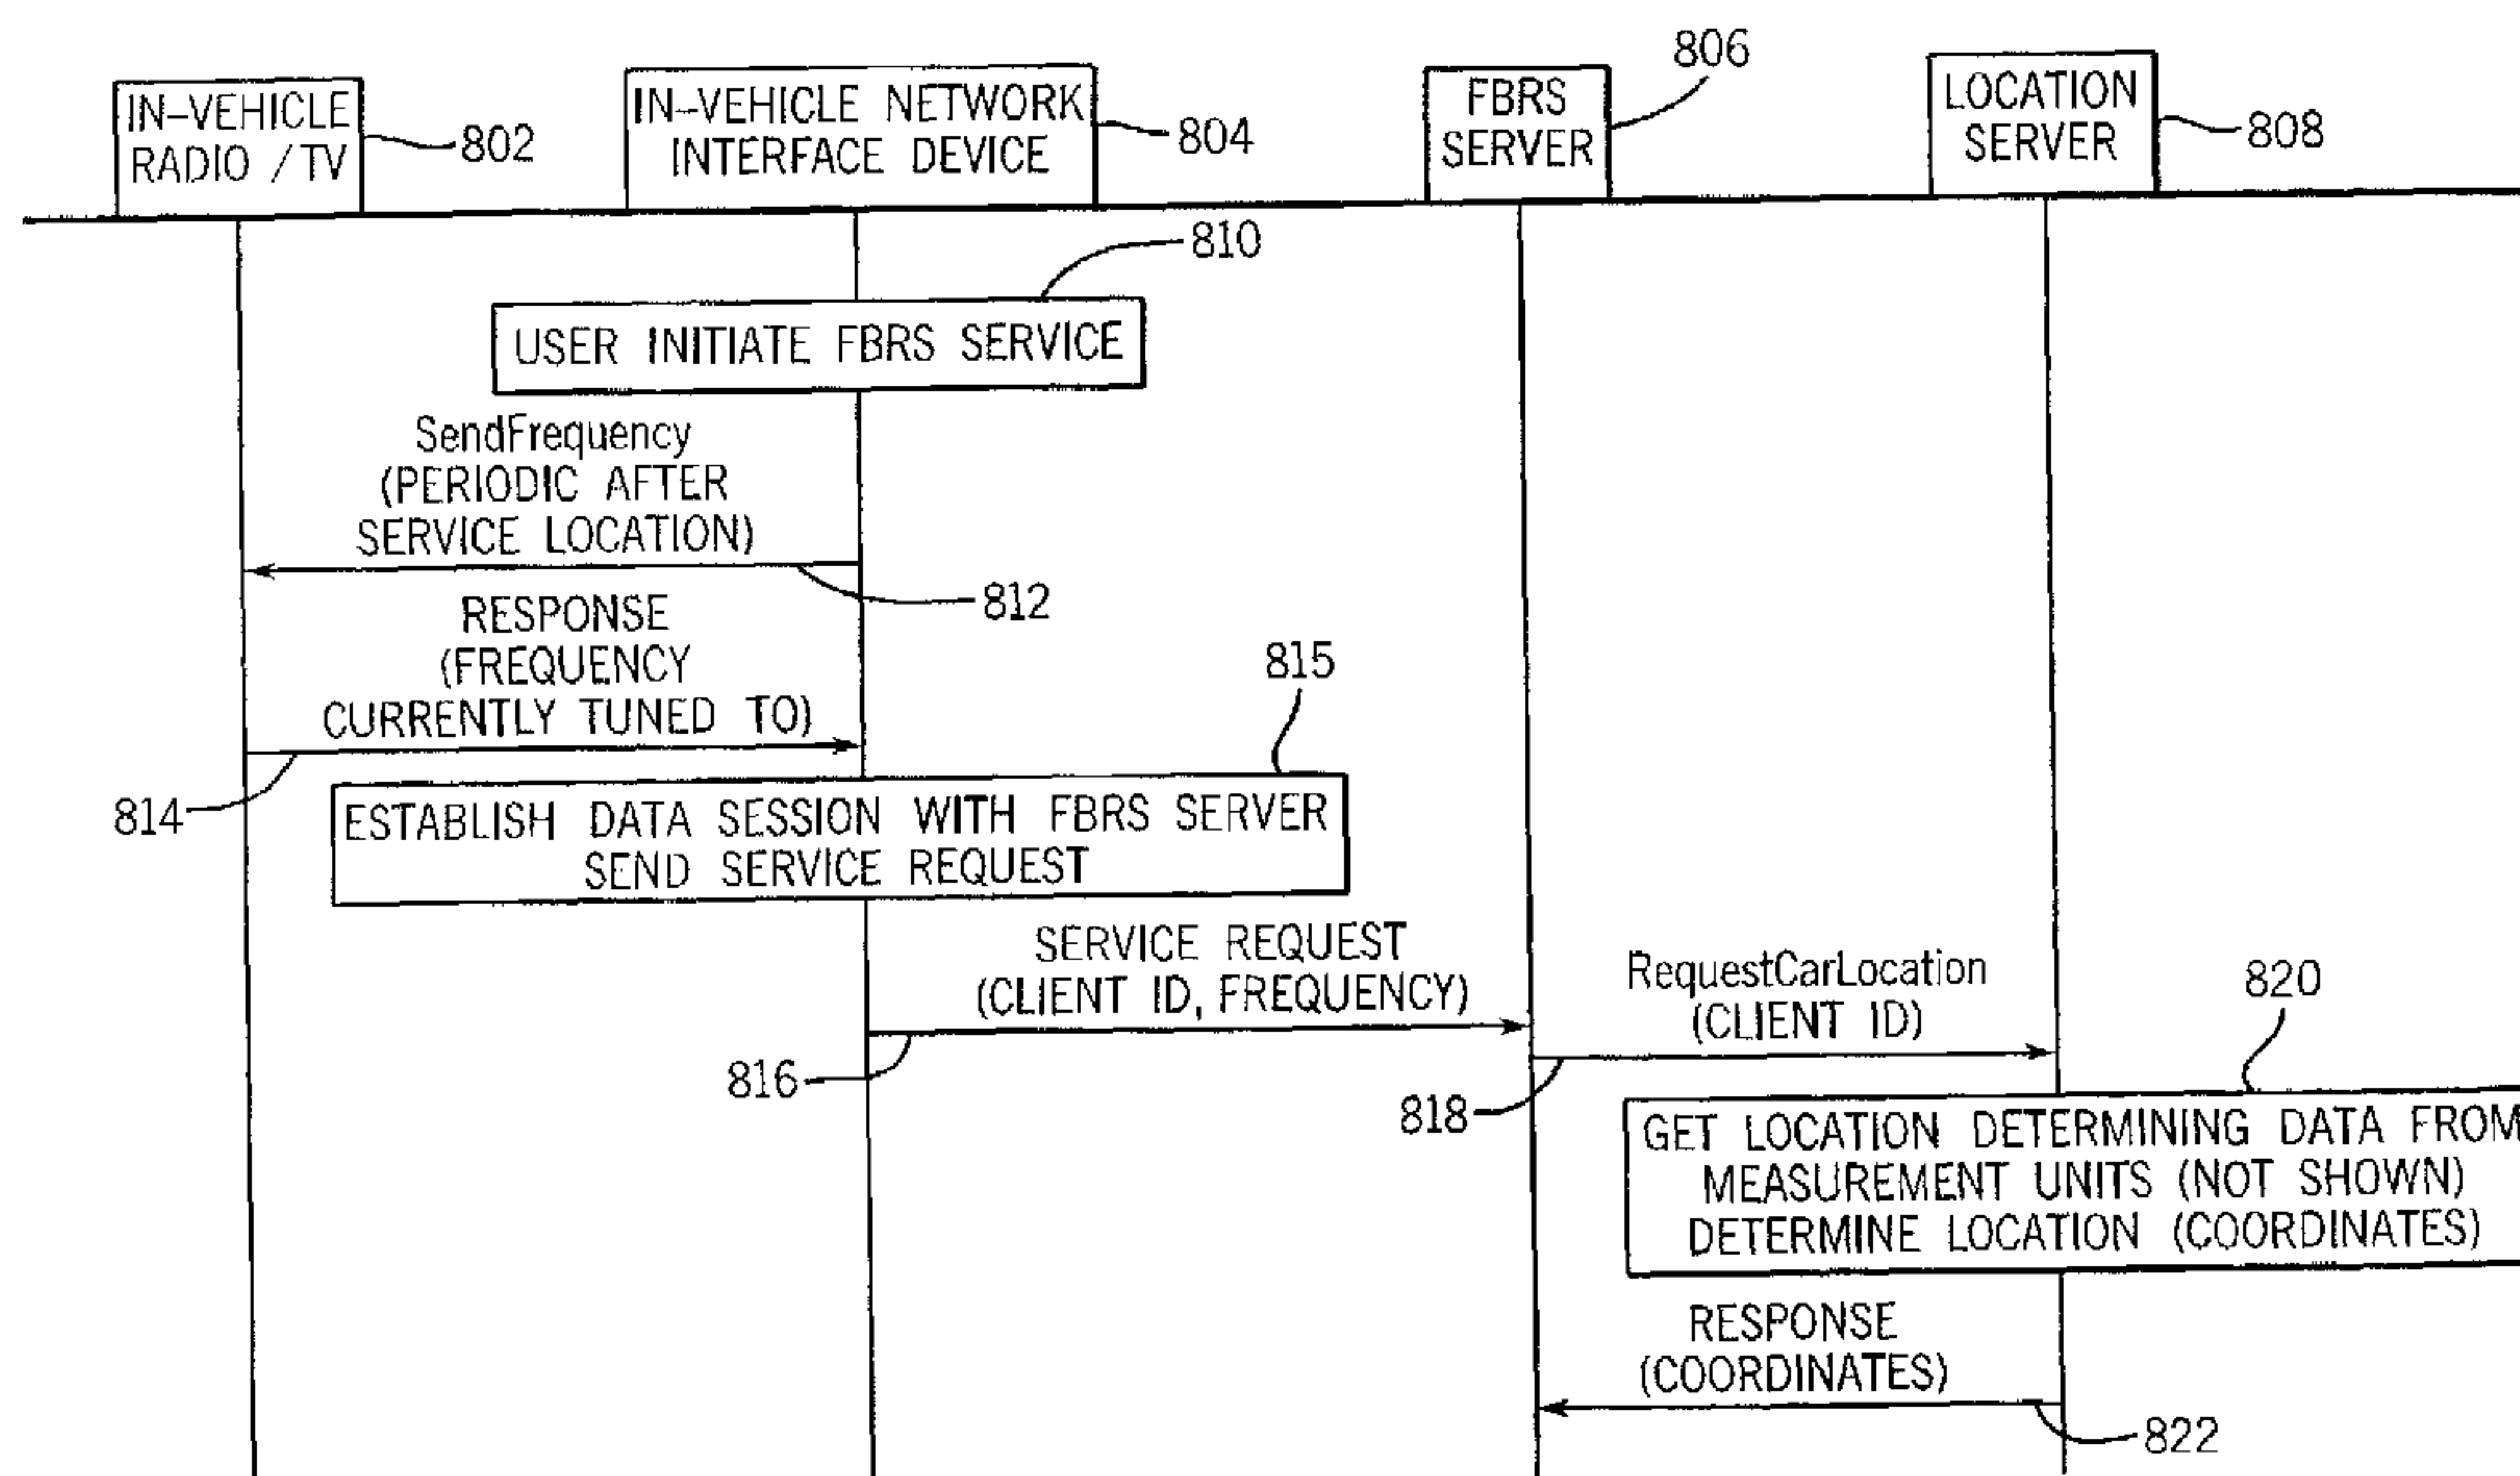 IN-VEHICLE
RADIO / TV
802
IN-VEHICLE NETWORK
INTERFACE DEVICE
804
FBRS
SERVER
806
LOCATION
SERVER
808
810
USER INITIATE FBRS SERVICE
SendFrequency
(PERIODIC AFTER
SERVICE LOCATION)
812
RESPONSE
(FREQUENCY
CURRENTLY TUNED TO)
814
815
ESTABLISH DATA SESSION WITH FBRS SERVER
SEND SERVICE REQUEST
SERVICE REQUEST
(CLIENT ID, FREQUENCY)
816
RequestCarLocation
(CLIENT ID)
818
820
GET LOCATION DETERMINING DATA FROM
MEASUREMENT UNITS (NOT SHOWN)
DETERMINE LOCATION (COORDINATES)
RESPONSE
(COORDINATES)
822